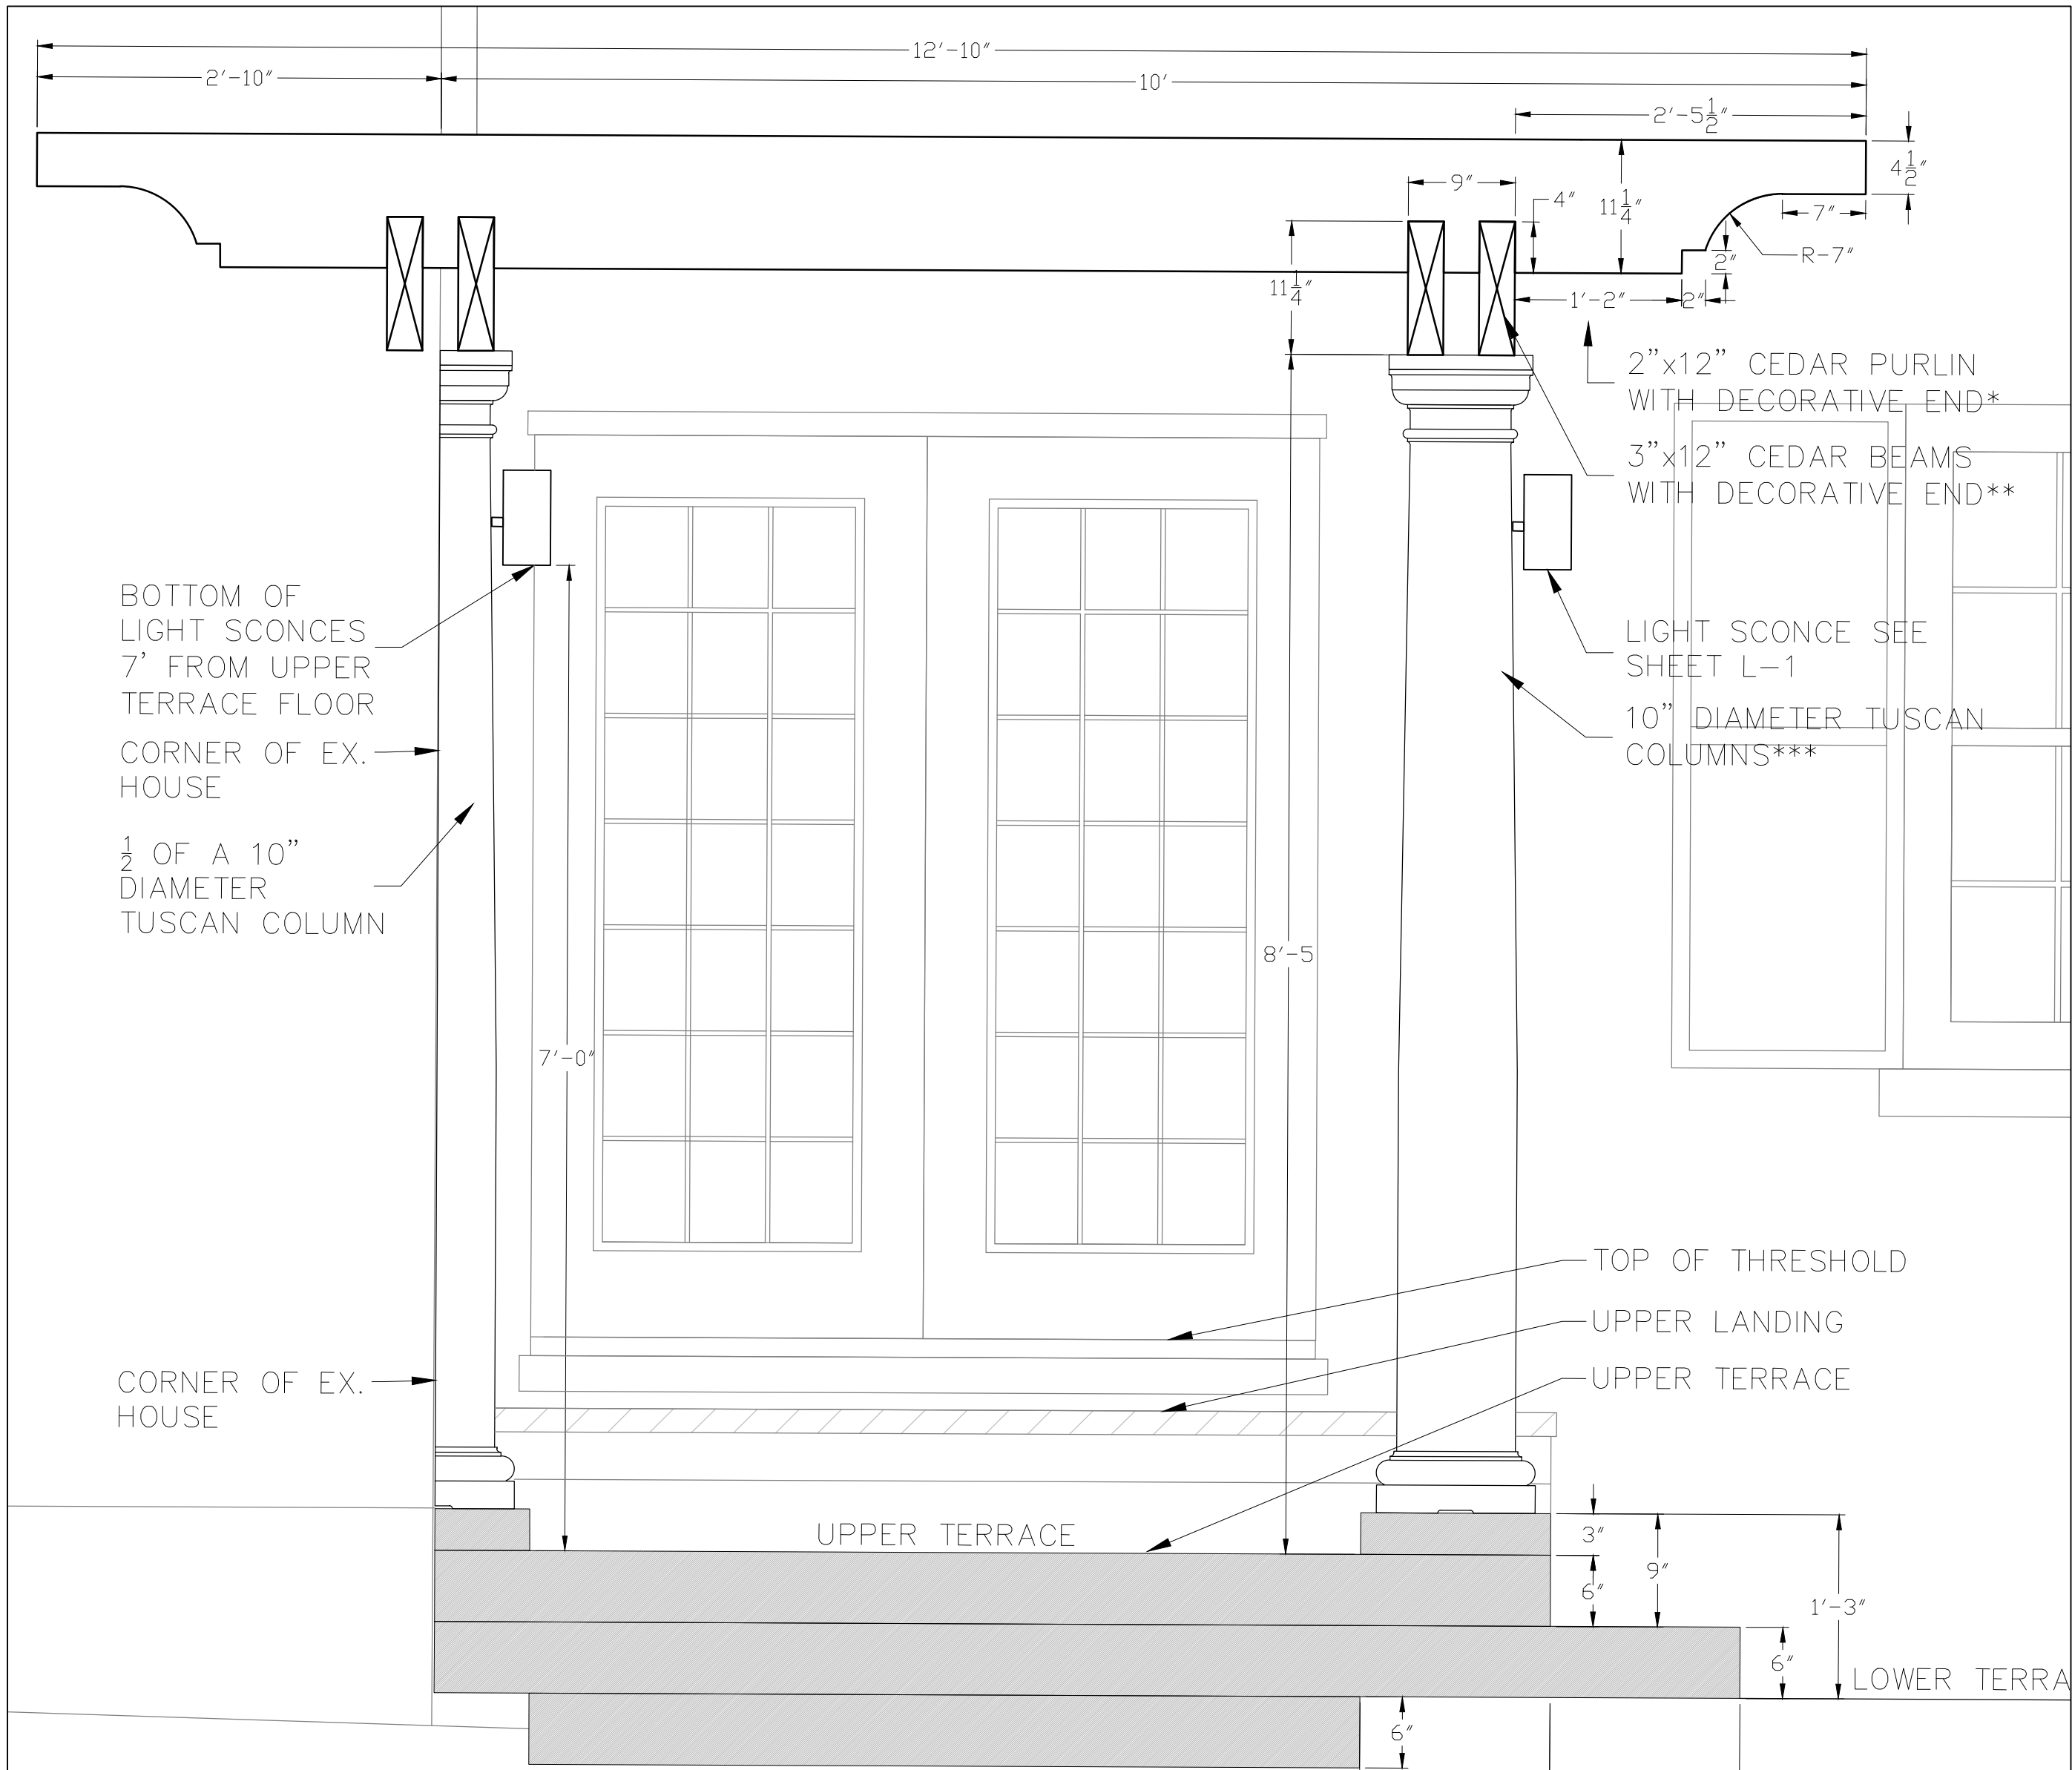 12'-10"
2'-10"
10'
2'-5 1/2"
4 1/2"
9"
4"
11 1/4"
7"
2"
R-7"
11 1/4"
1'-2"
2"
2"x12" CEDAR PURLIN
WITH DECORATIVE END*
3"x12" CEDAR BEAMS
WITH DECORATIVE END**
BOTTOM OF
LIGHT SCONCES
7' FROM UPPER
TERRACE FLOOR
LIGHT SCONCE SEE
SHEET L-1
10" DIAMETER TUSCAN
COLUMNS***
CORNER OF EX.
HOUSE
1/2 OF A 10"
DIAMETER
TUSCAN COLUMN
8'-5
7'-0"
TOP OF THRESHOLD
UPPER LANDING
UPPER TERRACE
CORNER OF EX.
HOUSE
UPPER TERRACE
3"
9"
6"
1'-3"
6"
LOWER TERRA
6"